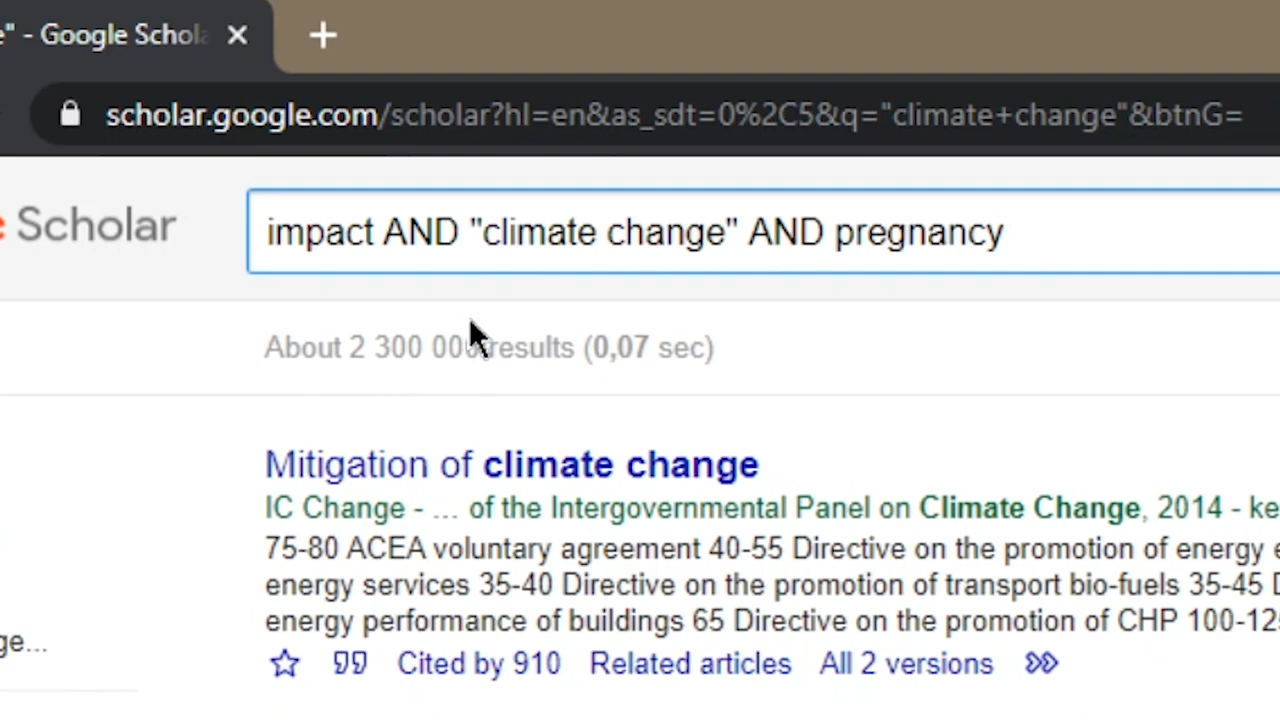 e" - Google Schola
scholar.google.com/scholar?hl=en&as_sdt=0%2C5&q="climate+change"&btnG=
Scholar
impact AND "climate change" AND pregnancy
About 2 300 000 results (0,07 sec)
Mitigation of climate change
IC Change - … of the Intergovernmental Panel on Climate Change, 2014 - ke
75-80 ACEA voluntary agreement 40-55 Directive on the promotion of energy e
energy services 35-40 Directive on the promotion of transport bio-fuels 35-45 D
energy performance of buildings 65 Directive on the promotion of CHP 100-125
ge...
Cited by 910 Related articles All 2 versions